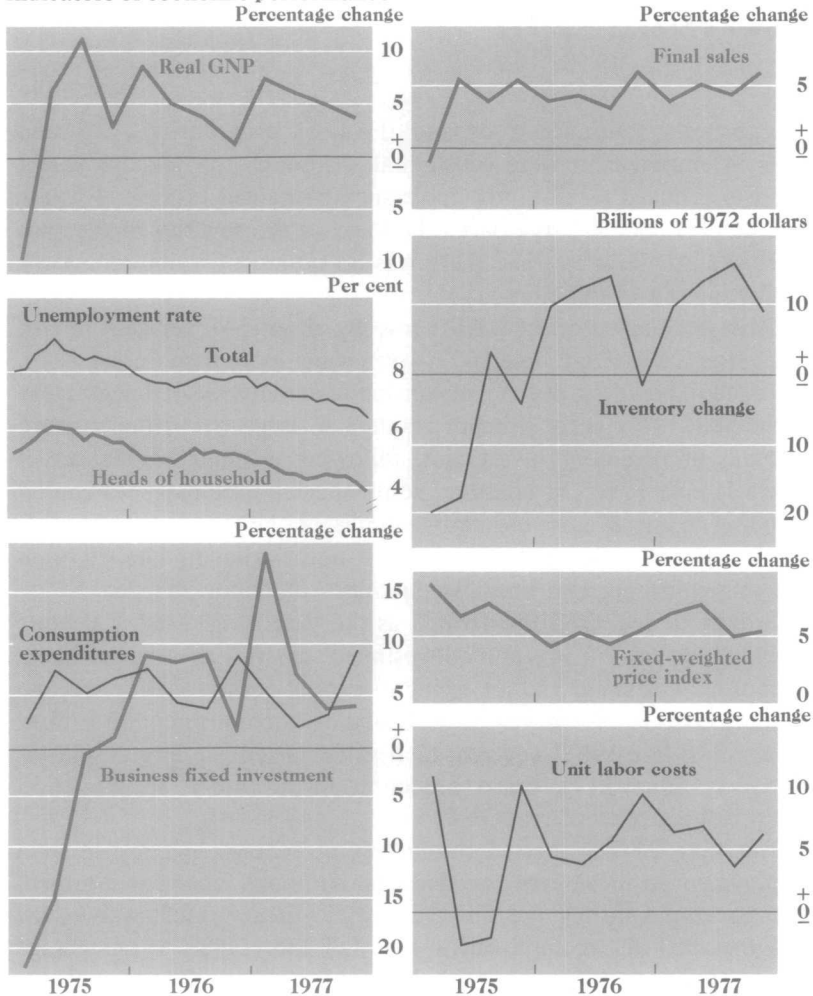 Percentage change
10
Real GNP
5
+
0
–
5
10
Per cent
Unemployment rate
Total
8
6
Heads of household
4
Percentage change
15
Consumption
expenditures
10
5
+
0
–
Business fixed investment
5
10
15
20
1975 1976 1977
Percentage change
Final sales
5
+
0
–
Billions of 1972 dollars
10
+
0
–
Inventory change
10
20
Percentage change
5
Fixed-weighted
price index
0
Percentage change
Unit labor costs
10
5
+
0
–
1975 1976 1977